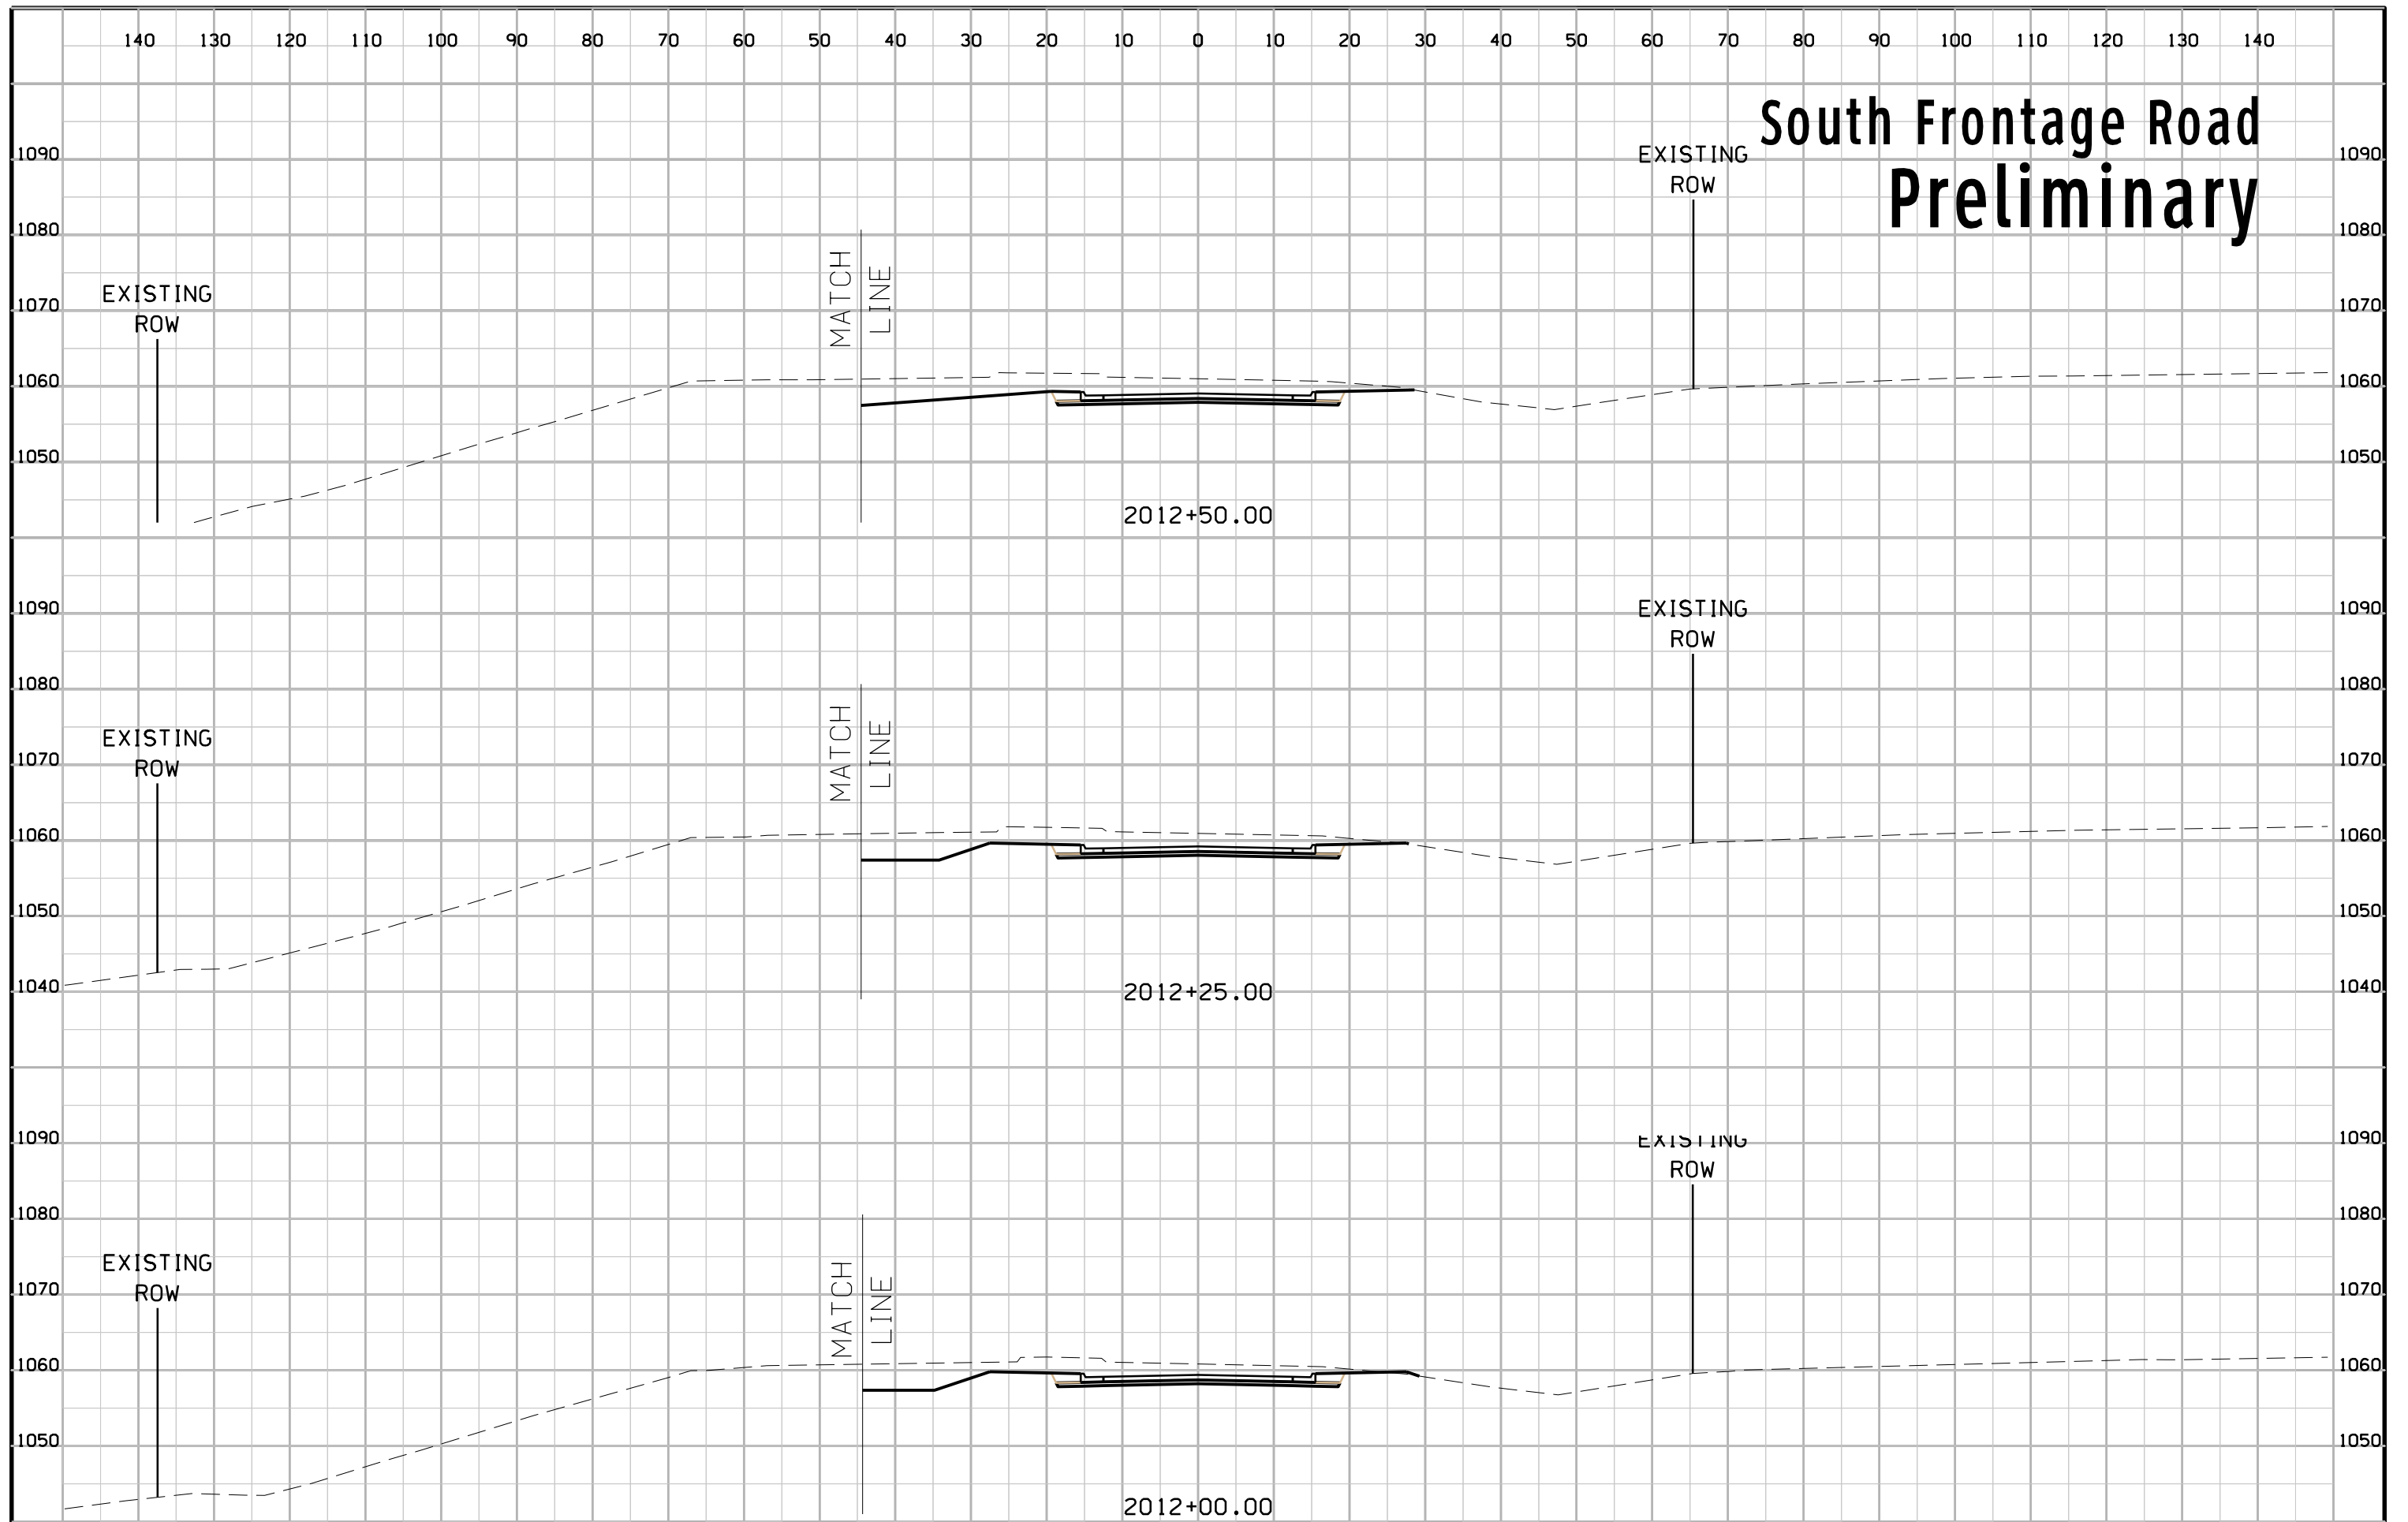 140 130 120 110 100 90 80 70 60 50 40 30 20 10 0 10 20 30 40 50 60 70 80 90 100 110 120 130 140
South Frontage Road
Preliminary
1090 EXISTING 1090
ROW
1080 1080
MATCH
LINE
EXISTING
1070 1070
ROW
1060 1060
1050 1050
2012+50.00
1090 EXISTING 1090
ROW
1080 1080
MATCH
LINE
EXISTING
1070 ROW 1070
1060 1060
1050 1050
1040 2012+25.00 1040
1090 EXISTING 1090
ROW
1080 1080
MATCH
LINE
EXISTING
1070 ROW 1070
1060 1060
1050 1050
2012+00.00